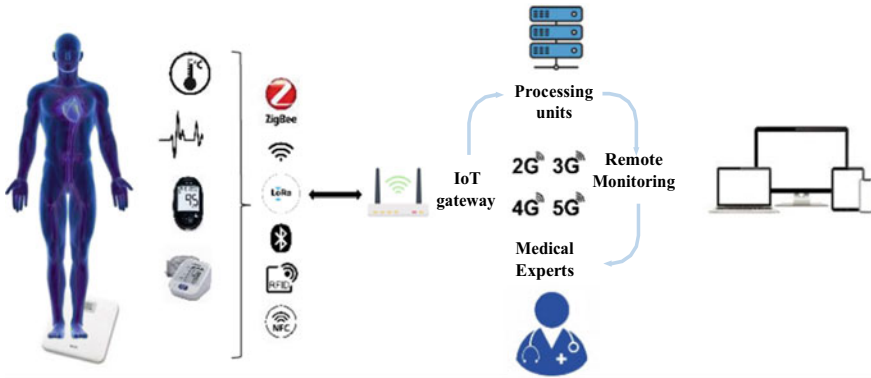 °C
95
ZigBee
LoRa
RFID
NFC
IoT
gateway
Processing
units
2G 3G
4G 5G
Remote
Monitoring
Medical
Experts